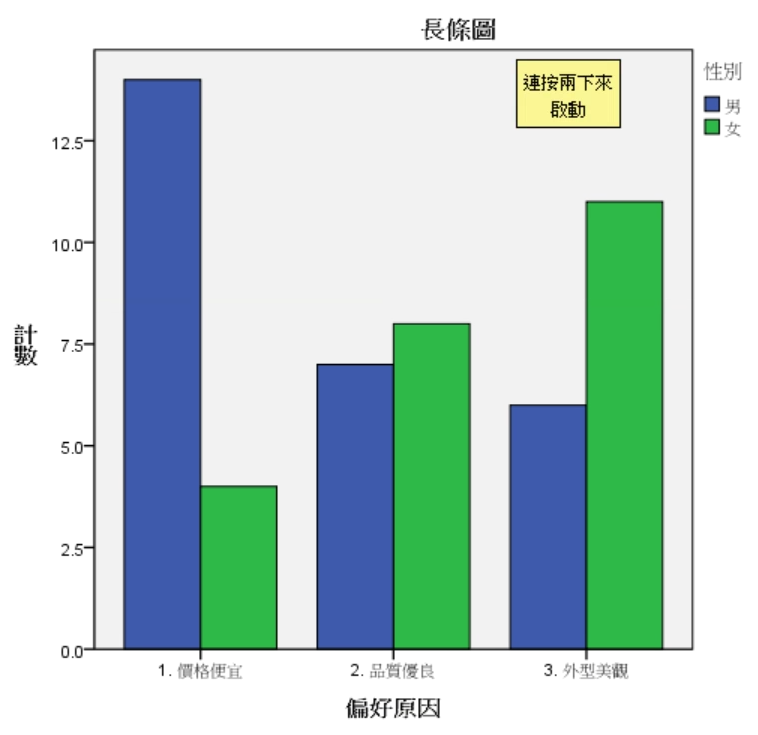 長條圖
連按兩下來
啟動
性別
男
女
計數
12.5
10.0
7.5
5.0
2.5
0.0
1. 價格便宜
2. 品質優良
3. 外型美觀
偏好原因